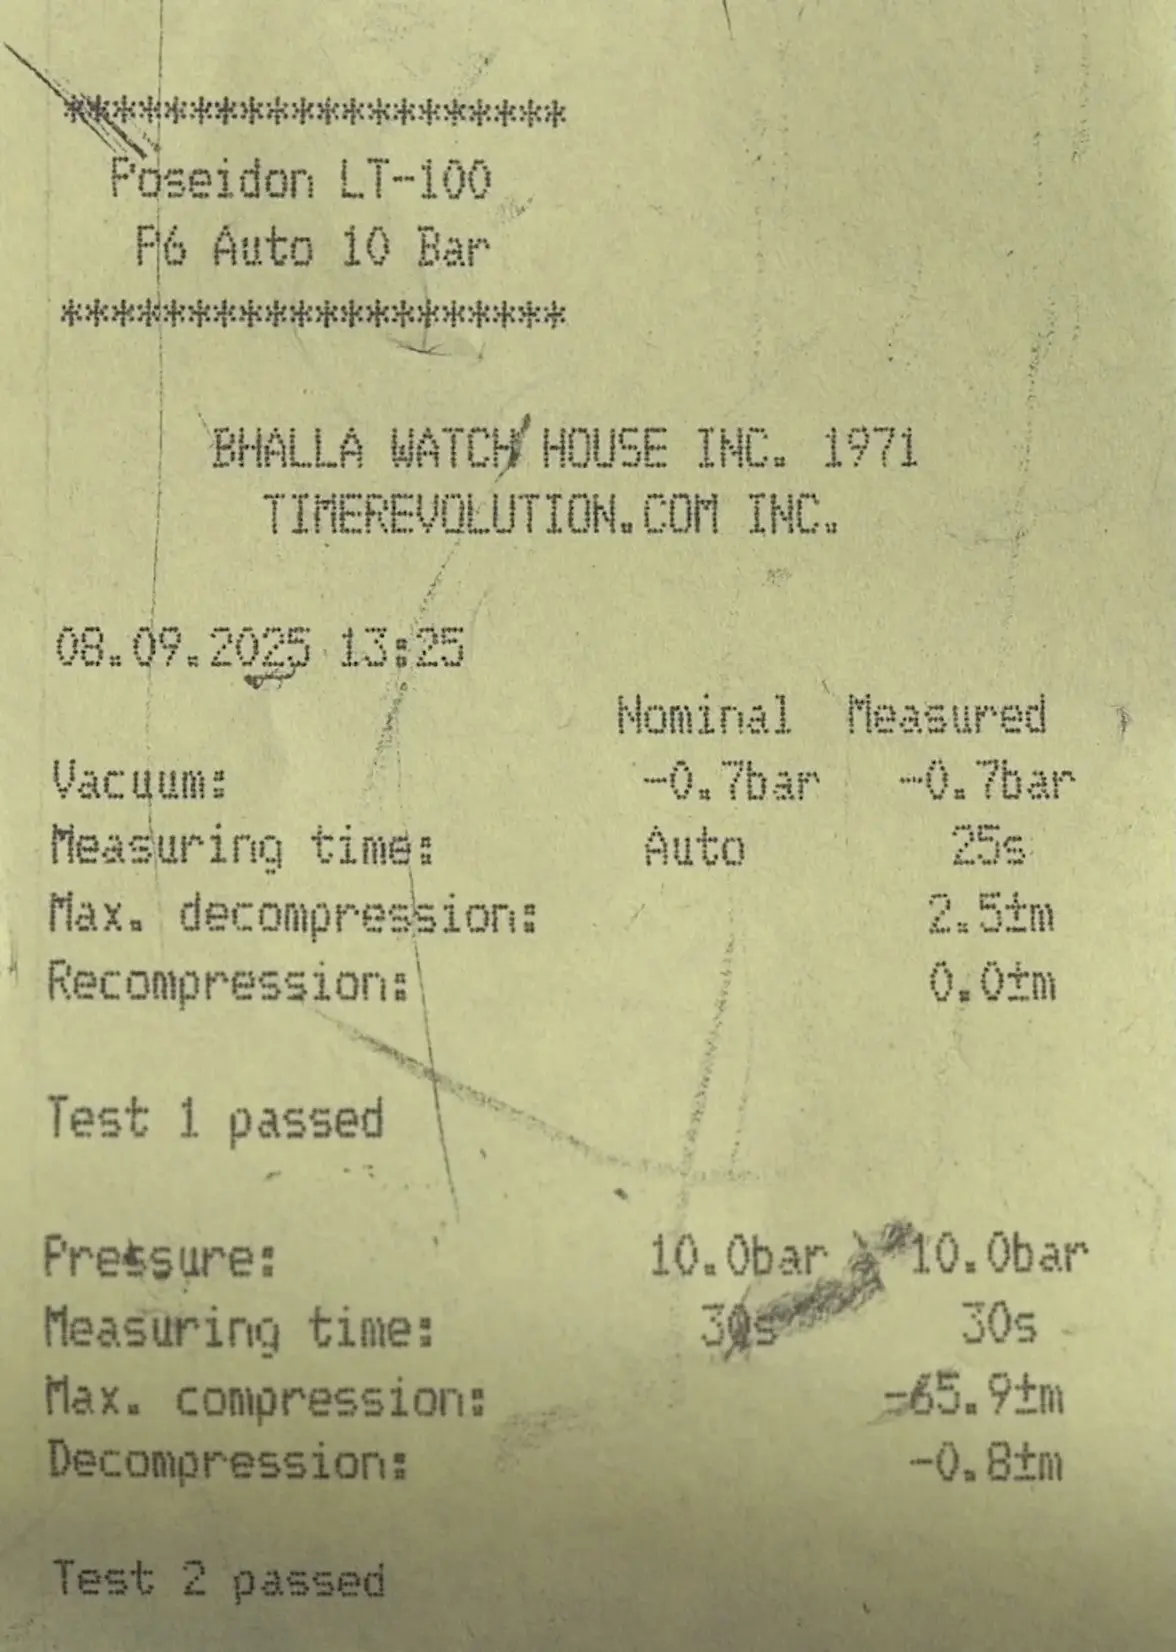 ********************
Poseidon LT-100
P6 Auto 10 Bar
********************
BHALLA WATCH HOUSE INC. 1971
TIMEREVOLUTION.COM INC.
08.09.2025 13:25
Nominal Measured
Vacuum: -0.7bar -0.7bar
Measuring time: Auto 25s
Max. decompression: 2.5±m
Recompression: 0.0±m
Test 1 passed
Pressure: 10.0bar 10.0bar
Measuring time: 30s 30s
Max. compression: -65.9±m
Decompression: -0.8±m
Test 2 passed